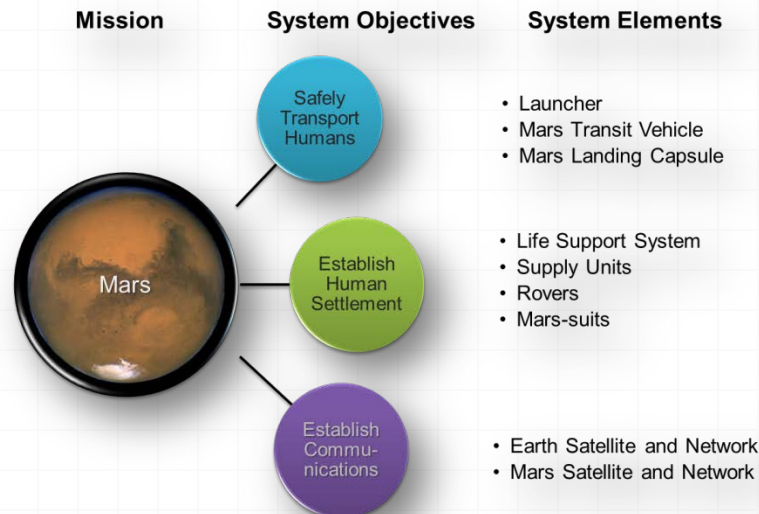 Mission
System Objectives
System Elements
Safely
Transport
Humans
• Launcher
• Mars Transit Vehicle
• Mars Landing Capsule
Mars
Establish
Human
Settlement
• Life Support System
• Supply Units
• Rovers
• Mars-suits
Establish
Commu-
nications
• Earth Satellite and Network
• Mars Satellite and Network